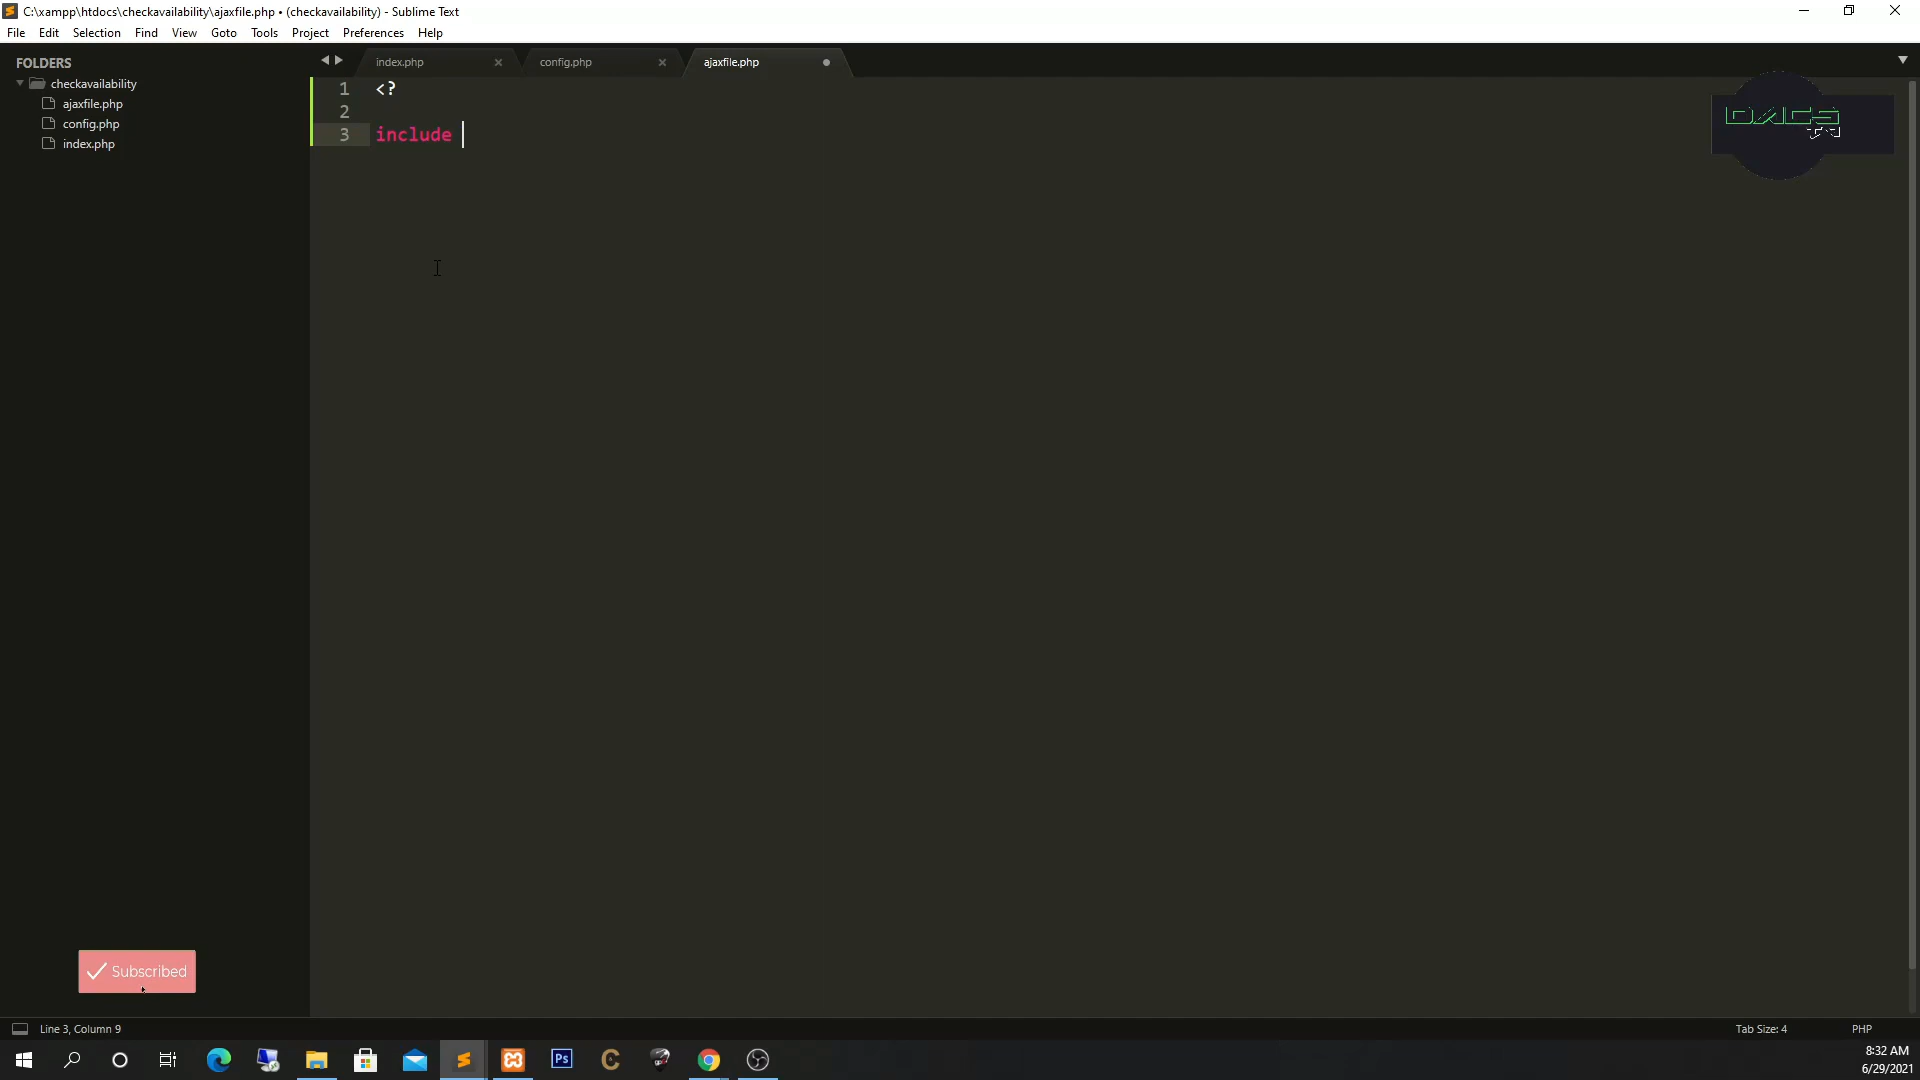 C:\xampp\htdocs\checkavailability\ajaxfile.php • (checkavailability) - Sublime Text
File Edit Selection Find View Goto Tools Project Preferences Help
FOLDERS
checkavailability
ajaxfile.php
config.php
index.php
index.php config.php ajaxfile.php
1 <?
2
3 include
DACS
Subscribed
Line 3, Column 9
Tab Size: 4 PHP
Ps
8:32 AM
6/29/2021